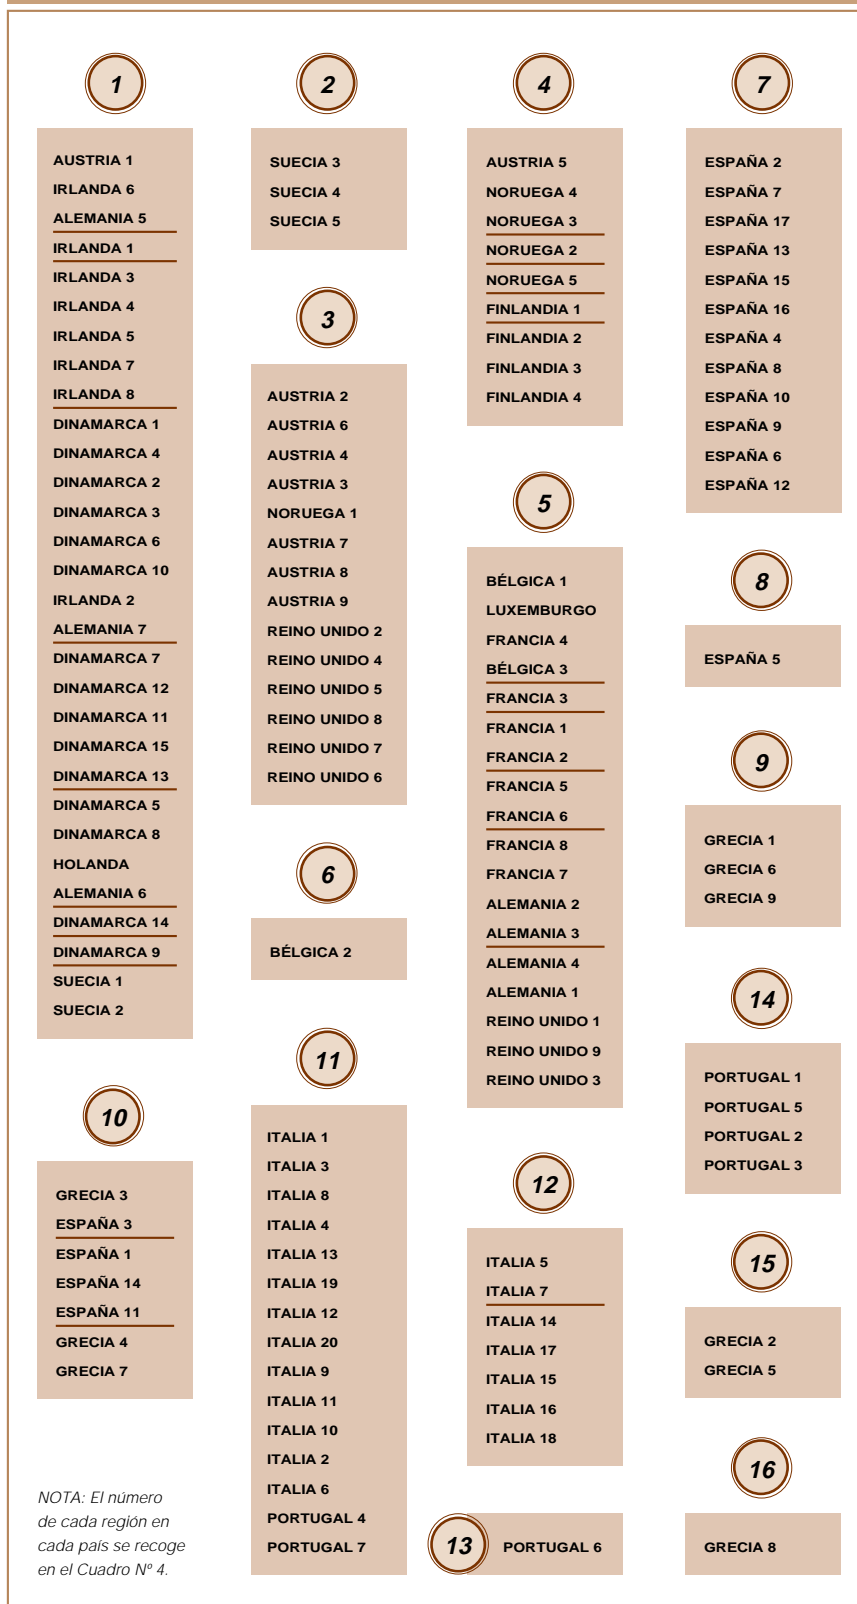 1
AUSTRIA 1
IRLANDA 6
ALEMANIA 5
IRLANDA 1
IRLANDA 3
IRLANDA 4
IRLANDA 5
IRLANDA 7
IRLANDA 8
DINAMARCA 1
DINAMARCA 4
DINAMARCA 2
DINAMARCA 3
DINAMARCA 6
DINAMARCA 10
IRLANDA 2
ALEMANIA 7
DINAMARCA 7
DINAMARCA 12
DINAMARCA 11
DINAMARCA 15
DINAMARCA 13
DINAMARCA 5
DINAMARCA 8
HOLANDA
ALEMANIA 6
DINAMARCA 14
DINAMARCA 9
SUECIA 1
SUECIA 2
2
SUECIA 3
SUECIA 4
SUECIA 5
3
AUSTRIA 2
AUSTRIA 6
AUSTRIA 4
AUSTRIA 3
NORUEGA 1
AUSTRIA 7
AUSTRIA 8
AUSTRIA 9
REINO UNIDO 2
REINO UNIDO 4
REINO UNIDO 5
REINO UNIDO 8
REINO UNIDO 7
REINO UNIDO 6
4
AUSTRIA 5
NORUEGA 4
NORUEGA 3
NORUEGA 2
NORUEGA 5
FINLANDIA 1
FINLANDIA 2
FINLANDIA 3
FINLANDIA 4
5
BÉLGICA 1
LUXEMBURGO
FRANCIA 4
BÉLGICA 3
FRANCIA 3
FRANCIA 1
FRANCIA 2
FRANCIA 5
FRANCIA 6
FRANCIA 8
FRANCIA 7
ALEMANIA 2
ALEMANIA 3
ALEMANIA 4
ALEMANIA 1
REINO UNIDO 1
REINO UNIDO 9
REINO UNIDO 3
6
BÉLGICA 2
7
ESPAÑA 2
ESPAÑA 7
ESPAÑA 17
ESPAÑA 13
ESPAÑA 15
ESPAÑA 16
ESPAÑA 4
ESPAÑA 8
ESPAÑA 10
ESPAÑA 9
ESPAÑA 6
ESPAÑA 12
8
ESPAÑA 5
9
GRECIA 1
GRECIA 6
GRECIA 9
10
GRECIA 3
ESPAÑA 3
ESPAÑA 1
ESPAÑA 14
ESPAÑA 11
GRECIA 4
GRECIA 7
11
ITALIA 1
ITALIA 3
ITALIA 8
ITALIA 4
ITALIA 13
ITALIA 19
ITALIA 12
ITALIA 20
ITALIA 9
ITALIA 11
ITALIA 10
ITALIA 2
ITALIA 6
PORTUGAL 4
PORTUGAL 7
12
ITALIA 5
ITALIA 7
ITALIA 14
ITALIA 17
ITALIA 15
ITALIA 16
ITALIA 18
13
PORTUGAL 6
14
PORTUGAL 1
PORTUGAL 5
PORTUGAL 2
PORTUGAL 3
15
GRECIA 2
GRECIA 5
16
GRECIA 8
NOTA: El número
de cada región en
cada país se recoge
en el Cuadro Nº 4.